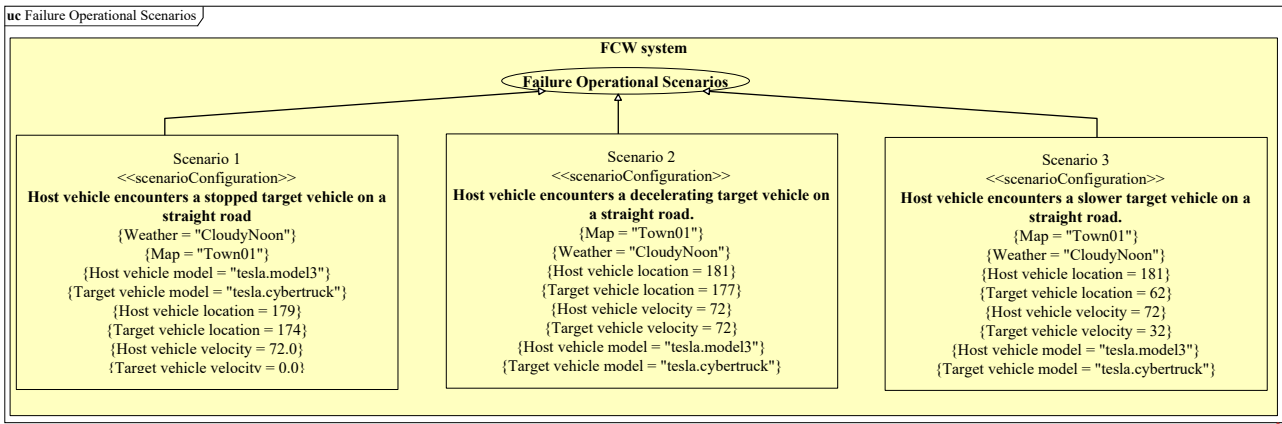 uc Failure Operational Scenarios
FCW system
Failure Operational Scenarios
Scenario 1
<<scenarioConfiguration>>
Host vehicle encounters a stopped target vehicle on a
straight road
{Weather = "CloudyNoon"}
{Map = "Town01"}
{Host vehicle model = "tesla.model3"}
{Target vehicle model = "tesla.cybertruck"}
{Host vehicle location = 179}
{Target vehicle location = 174}
{Host vehicle velocity = 72.0}
{Target vehicle velocity = 0.0}
Scenario 2
<<scenarioConfiguration>>
Host vehicle encounters a decelerating target vehicle on
a straight road.
{Map = "Town01"}
{Weather = "CloudyNoon"}
{Host vehicle location = 181}
{Target vehicle location = 177}
{Host vehicle velocity = 72}
{Target vehicle velocity = 72}
{Host vehicle model = "tesla.model3"}
{Target vehicle model = "tesla.cybertruck"}
Scenario 3
<<scenarioConfiguration>>
Host vehicle encounters a slower target vehicle on a
straight road.
{Map = "Town01"}
{Weather = "CloudyNoon"}
{Host vehicle location = 181}
{Target vehicle location = 62}
{Host vehicle velocity = 72}
{Target vehicle velocity = 32}
{Host vehicle model = "tesla.model3"}
{Target vehicle model = "tesla.cybertruck"}